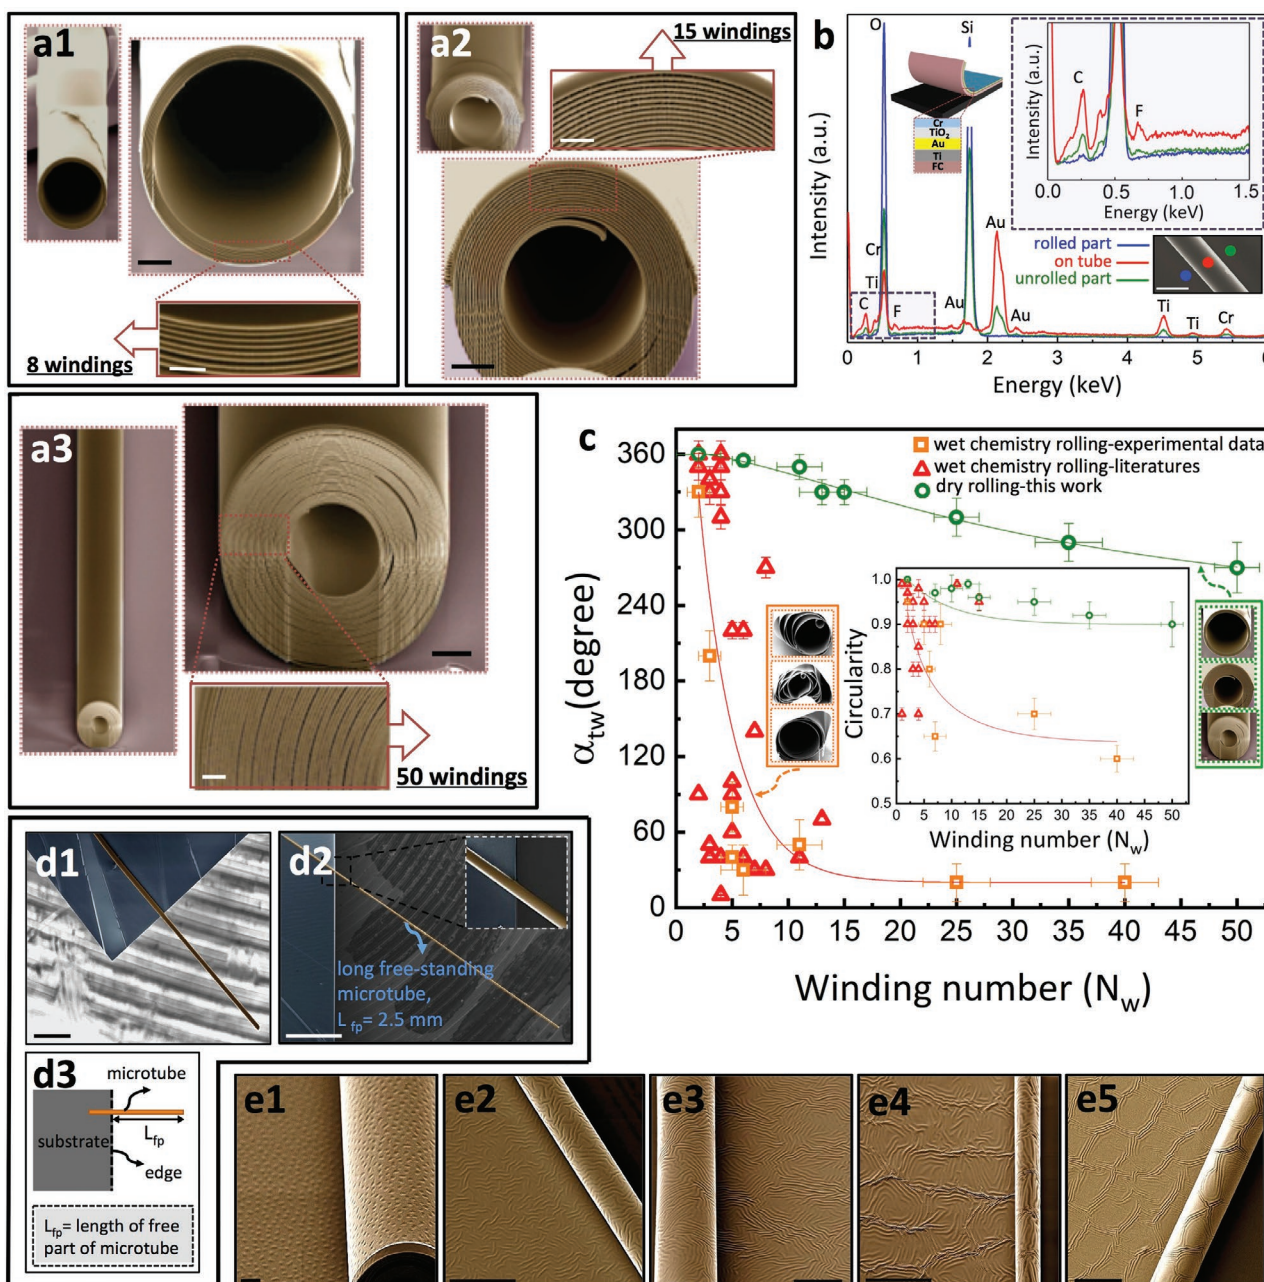 a1
8 windings
a2
15 windings
a3
50 windings
b
Intensity (a.u.)
O
Si
Cr
TiO2
Au
Ti
FC
Cr
Ti
C
F
Au
Au
Au
Ti
Ti
Cr
0 1 2 3 4 5 6
Energy (keV)
Intensity (a.u.)
C
F
0.0 0.5 1.0 1.5
Energy (keV)
rolled part
on tube
unrolled part
c
wet chemistry rolling-experimental data
wet chemistry rolling-literatures
dry rolling-this work
αtw(degree)
360
300
240
180
120
60
0
0 5 10 15 20 25 30 35 40 45 50
Winding number (Nw)
Circularity
1.0
0.9
0.8
0.7
0.6
0.5
0 5 10 15 20 25 30 35 40 45 50
Winding number (Nw)
d1
d2
long free-standing
microtube,
L fp= 2.5 mm
d3
microtube
substrate
Lfp
edge
Lfp= length of free
part of microtube
e1
e2
e3
e4
e5